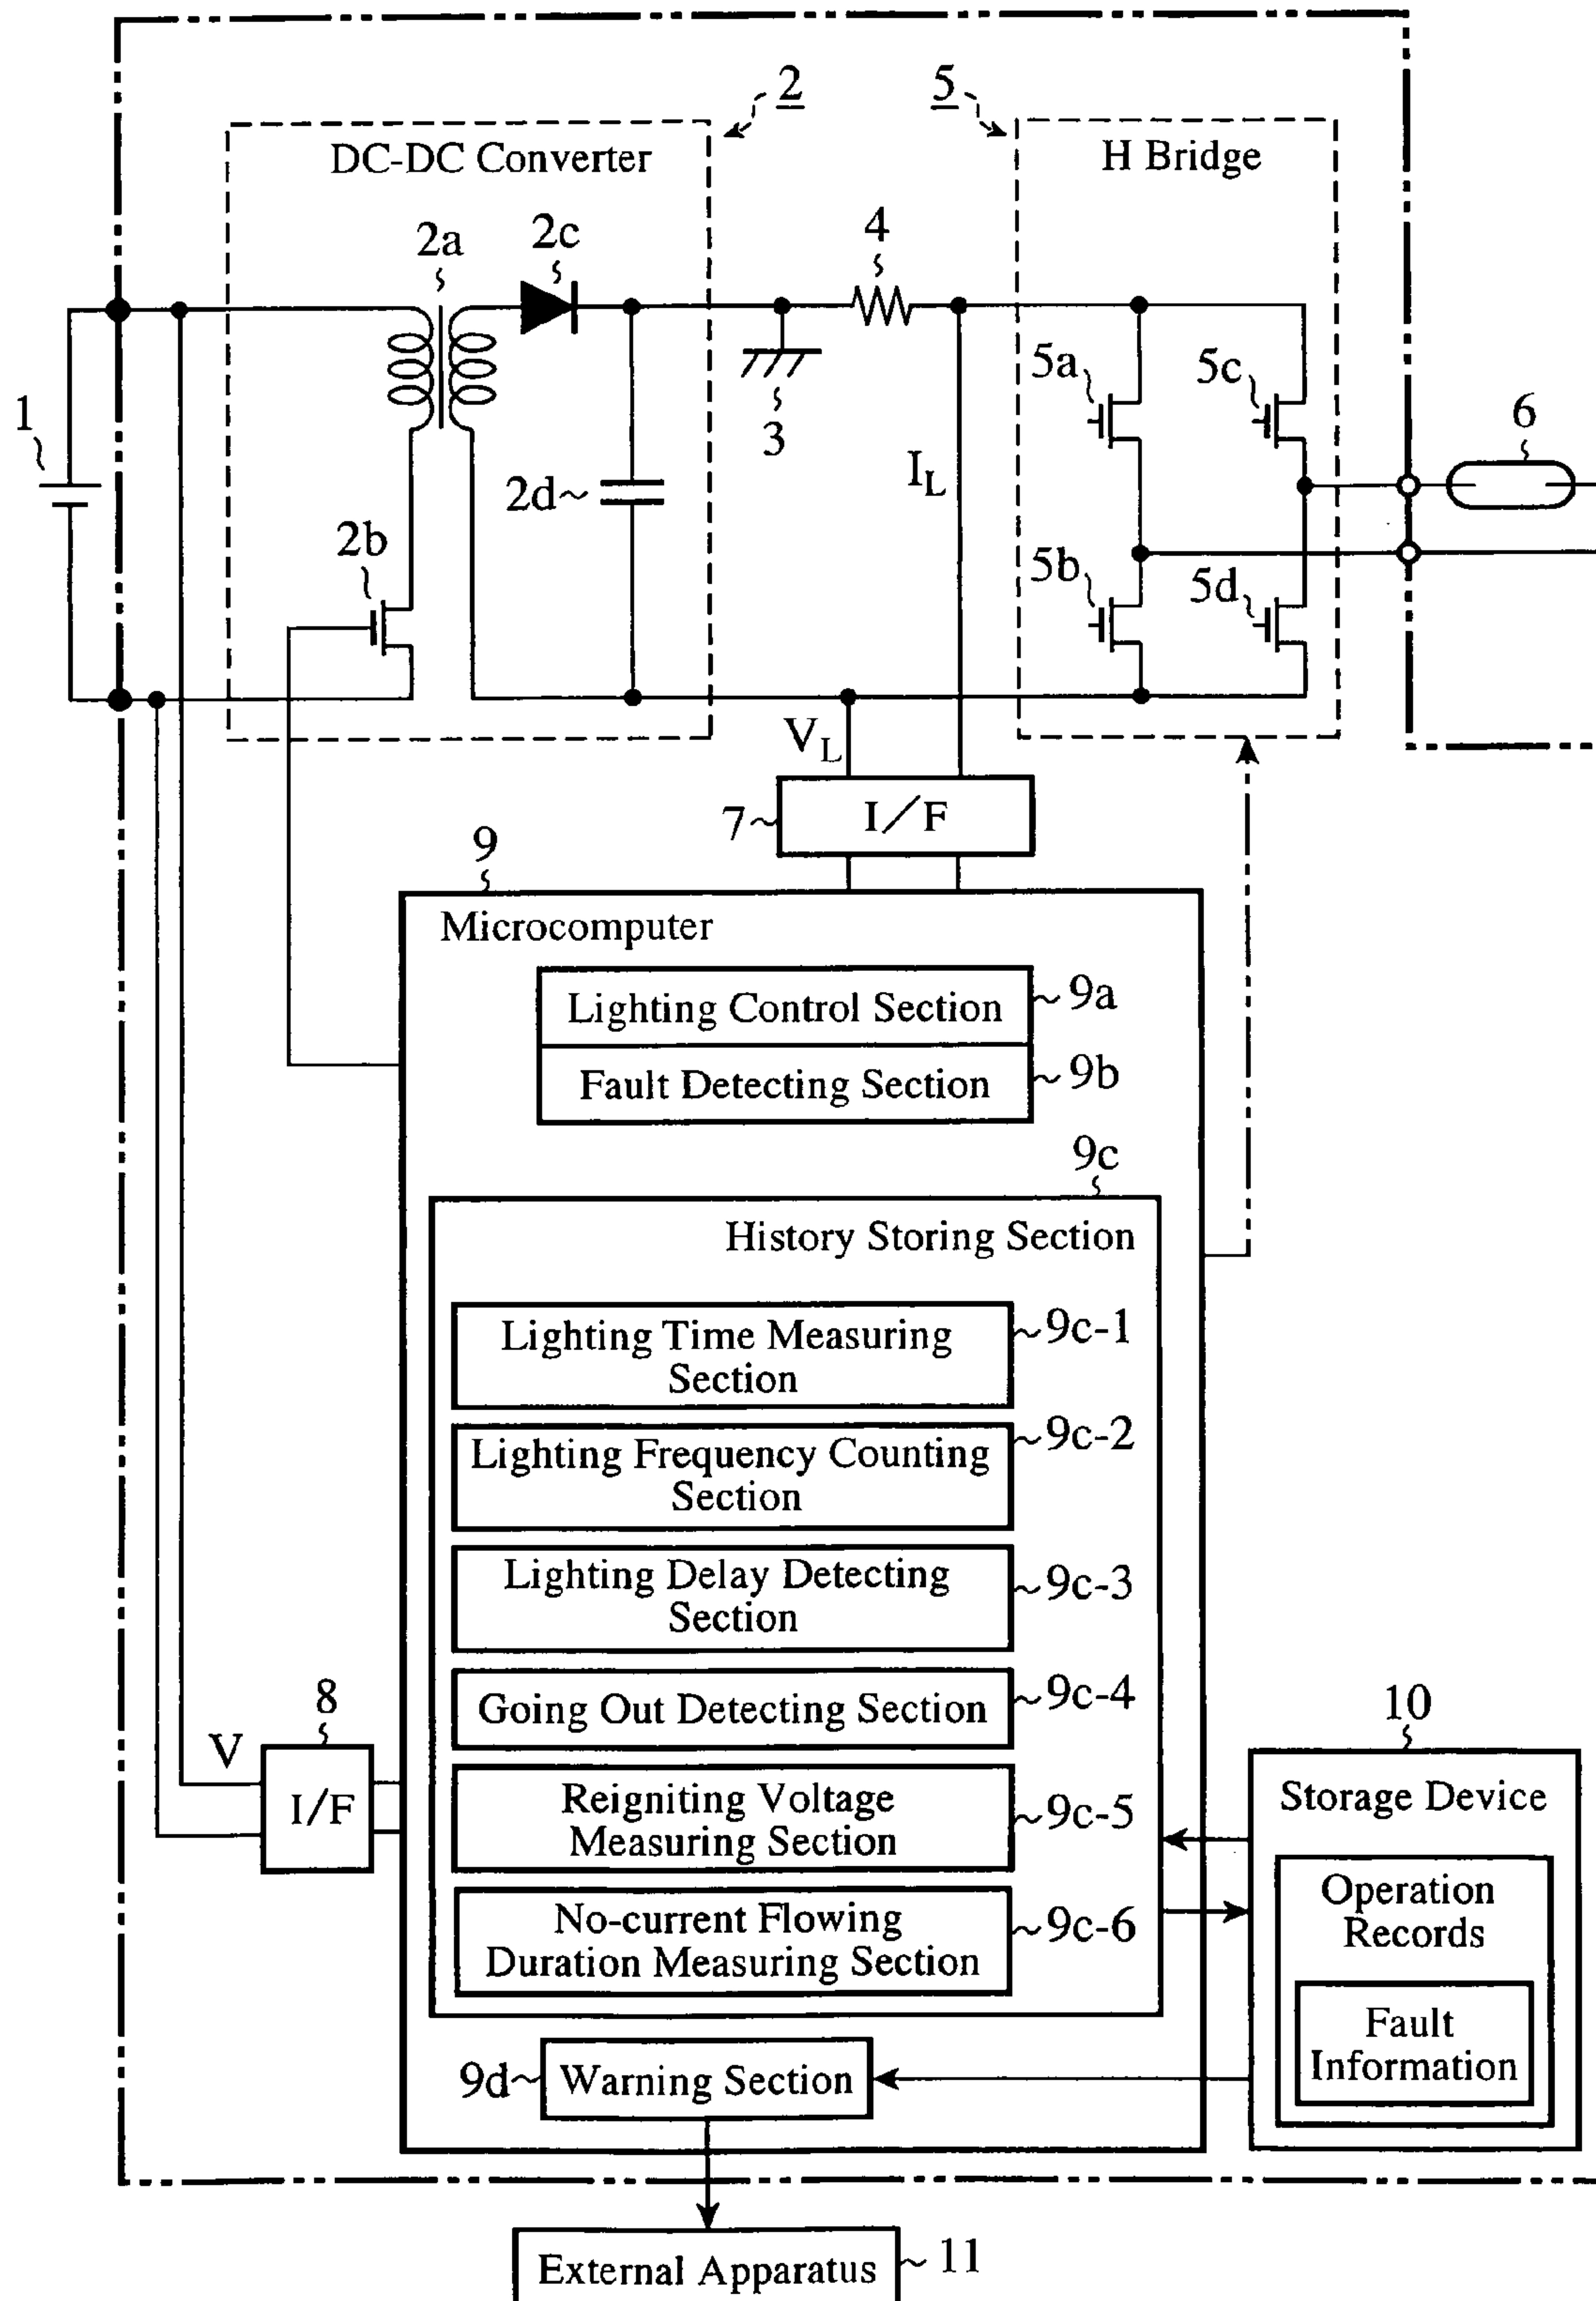 2
5
DC-DC Converter
H Bridge
2a
2c
4
5a
5c
1
3
6
I_L
2d
2b
5b
5d
V_L
7
I/F
9
Microcomputer
Lighting Control Section
9a
Fault Detecting Section
9b
9c
History Storing Section
Lighting Time Measuring
Section
9c-1
Lighting Frequency Counting
Section
9c-2
Lighting Delay Detecting
Section
9c-3
Going Out Detecting Section
9c-4
8
V
I/F
Reigniting Voltage
Measuring Section
9c-5
No-current Flowing
Duration Measuring Section
9c-6
10
Storage Device
Operation
Records
Fault
Information
9d
Warning Section
External Apparatus
11